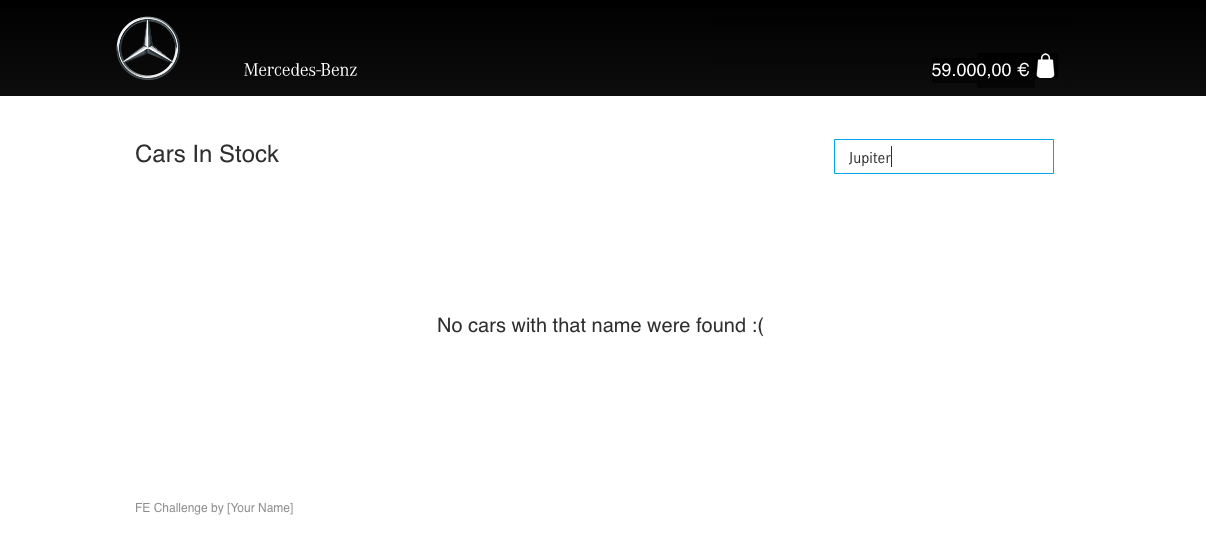 Mercedes-Benz
59.000,00 €
Cars In Stock
Jupiter
No cars with that name were found :(
FE Challenge by [Your Name]